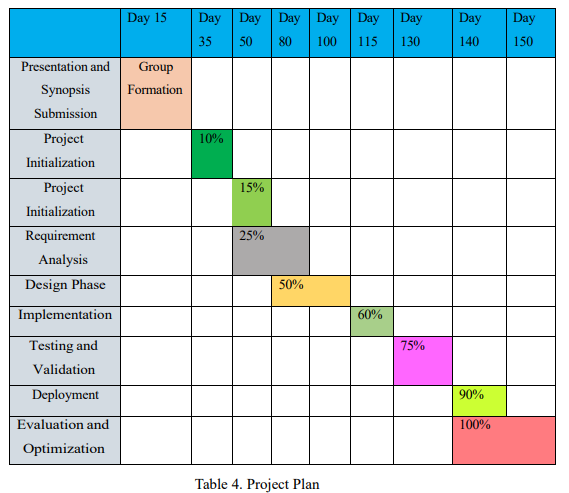 Day 15 Day Day Day Day Day Day Day Day
35 50 80 100 115 130 140 150
Presentation and Group
Synopsis Formation
Submission
Project 10%
Initialization
Project 15%
Initialization
Requirement 25%
Analysis
Design Phase 50%
Implementation 60%
Testing and 75%
Validation
Deployment 90%
Evaluation and 100%
Optimization
Table 4. Project Plan